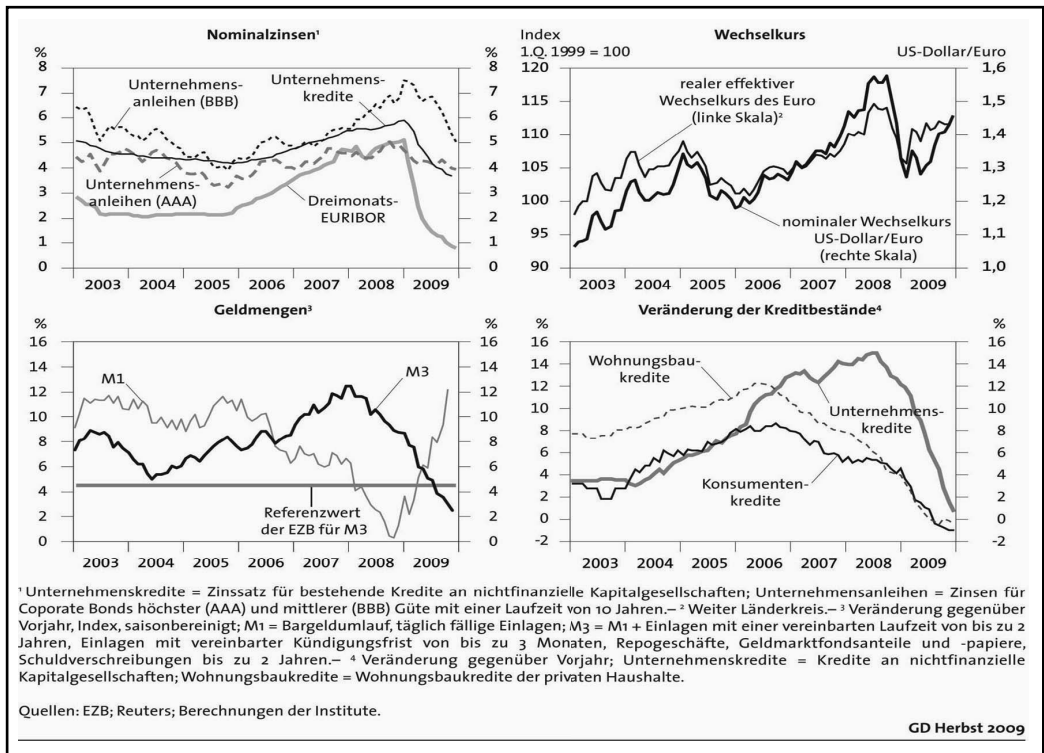 Nominalzinsen¹
%
%
8
7
6
5
4
3
2
1
0
8
7
6
5
4
3
2
1
0
Unternehmens-
anleihen (BBB)
Unternehmens-
kredite
Unternehmens-
anleihen (AAA)
Dreimonats-
EURIBOR
2003 2004 2005 2006 2007 2008 2009
Index
1.Q. 1999 = 100
Wechselkurs
US-Dollar/Euro
120
115
110
105
100
95
90
1,6
1,5
1,4
1,3
1,2
1,1
1,0
realer effektiver
Wechselkurs des Euro
(linke Skala)²
nominaler Wechselkurs
US-Dollar/Euro
(rechte Skala)
2003 2004 2005 2006 2007 2008 2009
Geldmengen³
%
%
16
14
12
10
8
6
4
2
0
16
14
12
10
8
6
4
2
0
M1
M3
Referenzwert
der EZB für M3
2003 2004 2005 2006 2007 2008 2009
Veränderung der Kreditbestände⁴
%
%
16
14
12
10
8
6
4
2
0
-2
16
14
12
10
8
6
4
2
0
-2
Wohnungsbau-
kredite
Unternehmens-
kredite
Konsumenten-
kredite
2003 2004 2005 2006 2007 2008 2009
¹ Unternehmenskredite = Zinssatz für bestehende Kredite an nichtfinanzielle Kapitalgesellschaften; Unternehmensanleihen = Zinsen für
Coporate Bonds höchster (AAA) und mittlerer (BBB) Güte mit einer Laufzeit von 10 Jahren.– ² Weiter Länderkreis.– ³ Veränderung gegenüber
Vorjahr, Index, saisonbereinigt; M1 = Bargeldumlauf, täglich fällige Einlagen; M3 = M1 + Einlagen mit einer vereinbarten Laufzeit von bis zu 2
Jahren, Einlagen mit vereinbarter Kündigungsfrist von bis zu 3 Monaten, Repogeschäfte, Geldmarktfondsanteile und -papiere,
Schuldverschreibungen bis zu 2 Jahren.– ⁴ Veränderung gegenüber Vorjahr; Unternehmenskredite = Kredite an nichtfinanzielle
Kapitalgesellschaften; Wohnungsbaukredite = Wohnungsbaukredite der privaten Haushalte.
Quellen: EZB; Reuters; Berechnungen der Institute.
GD Herbst 2009